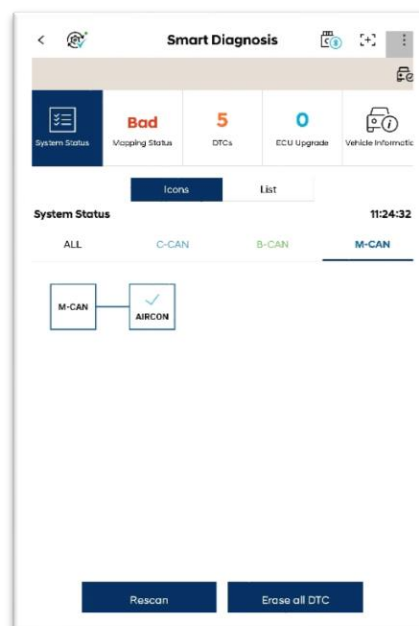 Smart Diagnosis
Bad
5
0
System Status
Mapping Status
DTCs
ECU Upgrade
Vehicle Informatic
Icons
List
System Status
11:24:32
ALL
C-CAN
B-CAN
M-CAN
M-CAN
AIRCON
Rescan
Erase all DTC